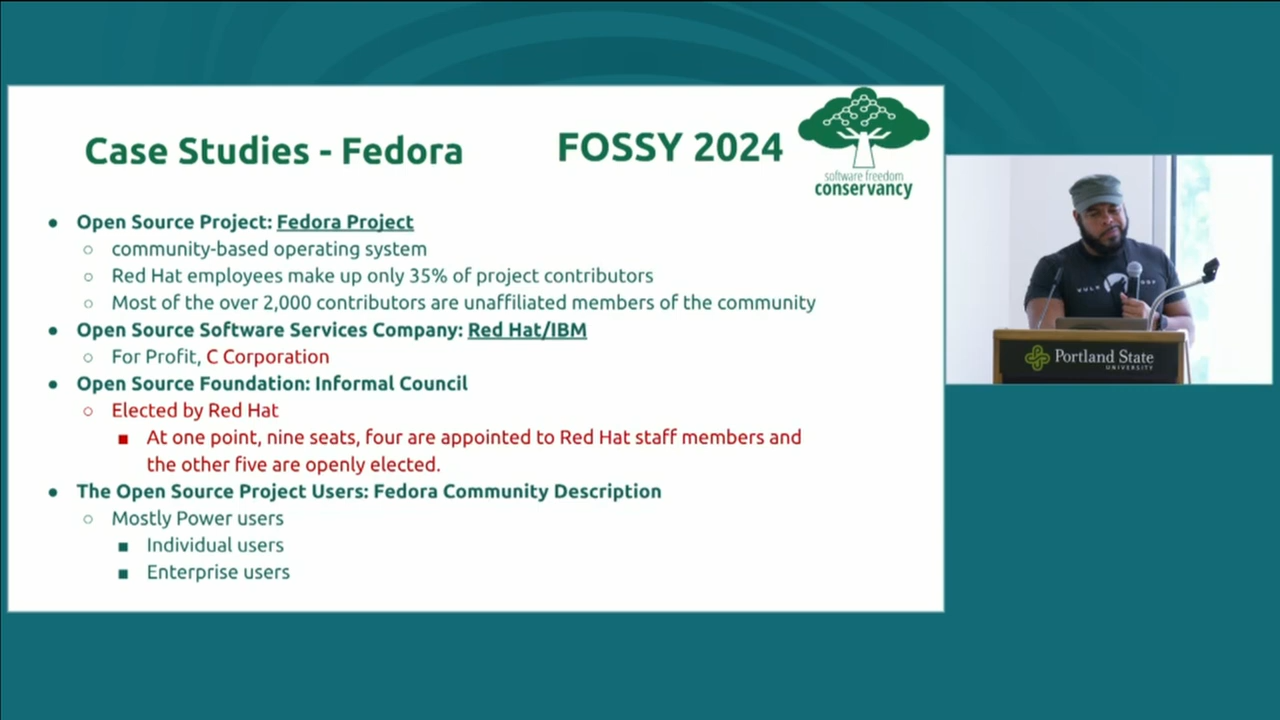 Case Studies - Fedora
FOSSY 2024
software freedom
conservancy
● Open Source Project: Fedora Project
○ community-based operating system
○ Red Hat employees make up only 35% of project contributors
○ Most of the over 2,000 contributors are unaffiliated members of the community
● Open Source Software Services Company: Red Hat/IBM
○ For Profit, C Corporation
● Open Source Foundation: Informal Council
○ Elected by Red Hat
■ At one point, nine seats, four are appointed to Red Hat staff members and
the other five are openly elected.
● The Open Source Project Users: Fedora Community Description
○ Mostly Power users
■ Individual users
■ Enterprise users
Portland State
UNIVERSITY